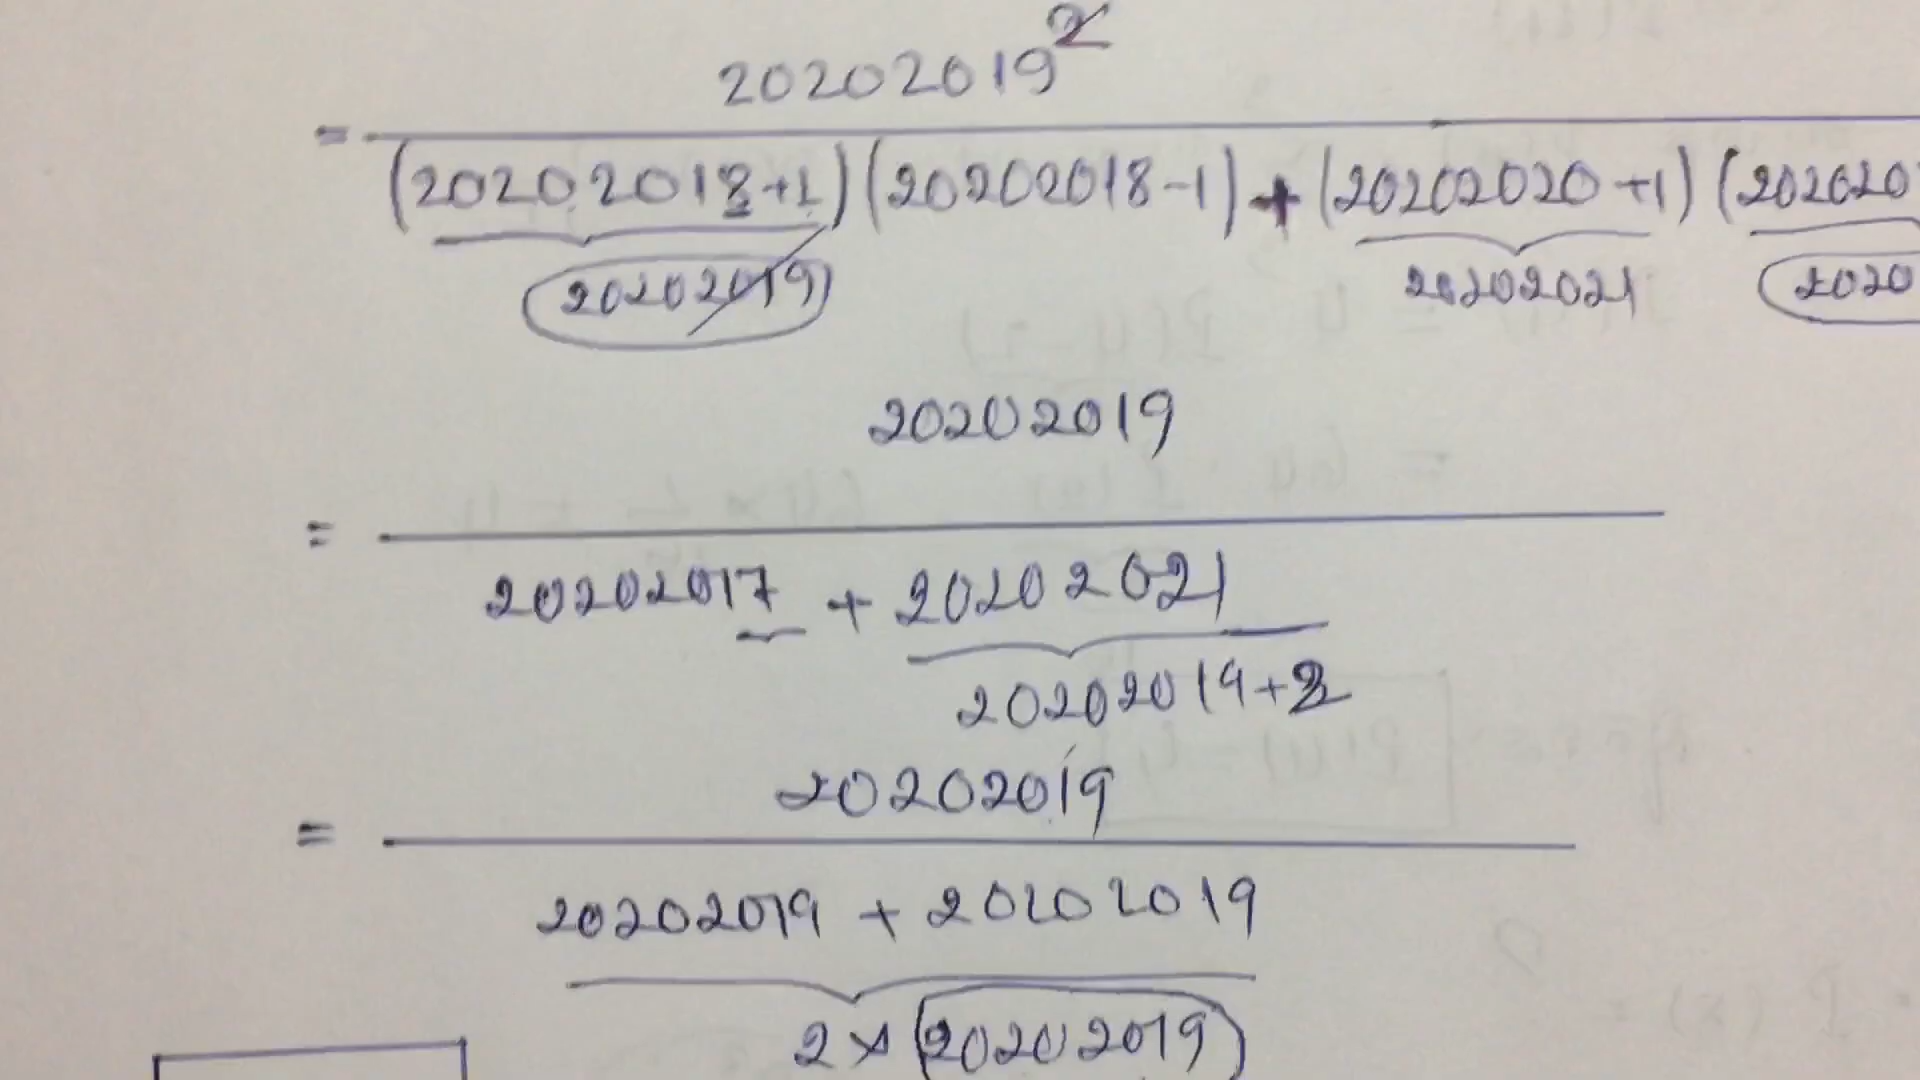 20202019²
= (20202018+1)(20202018-1)+(20202020+1)(202020
20202019 20202021 2020
20202019
=
20202017 + 20202021
20202019+2
20202019
=
20202019 + 20202019
2×(20202019)